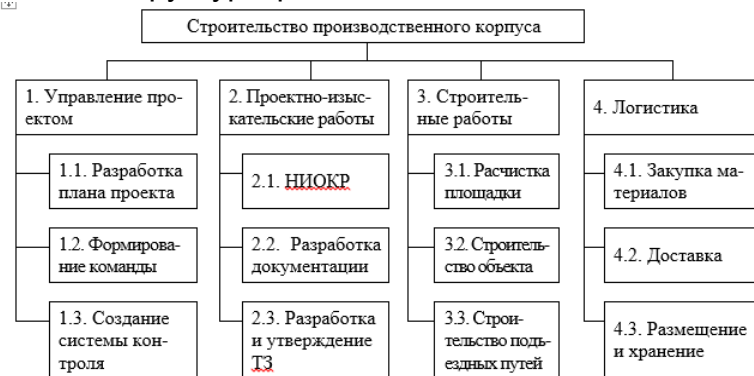 Строительство производственного корпуса
1. Управление про-
ектом
2. Проектно-изыс-
кательские работы
3. Строитель-
ные работы
4. Логистика
1.1. Разработка
плана проекта
2.1. НИОКР
3.1. Расчистка
площадки
4.1. Закупка ма-
териалов
1.2. Формирова-
ние команды
2.2. Разработка
документации
3.2. Строитель-
ство объекта
4.2. Доставка
1.3. Создание
системы кон-
троля
2.3. Разработка
и утверждение
ТЗ
3.3. Строи-
тельство подъ-
ездных путей
4.3. Размещение
и хранение